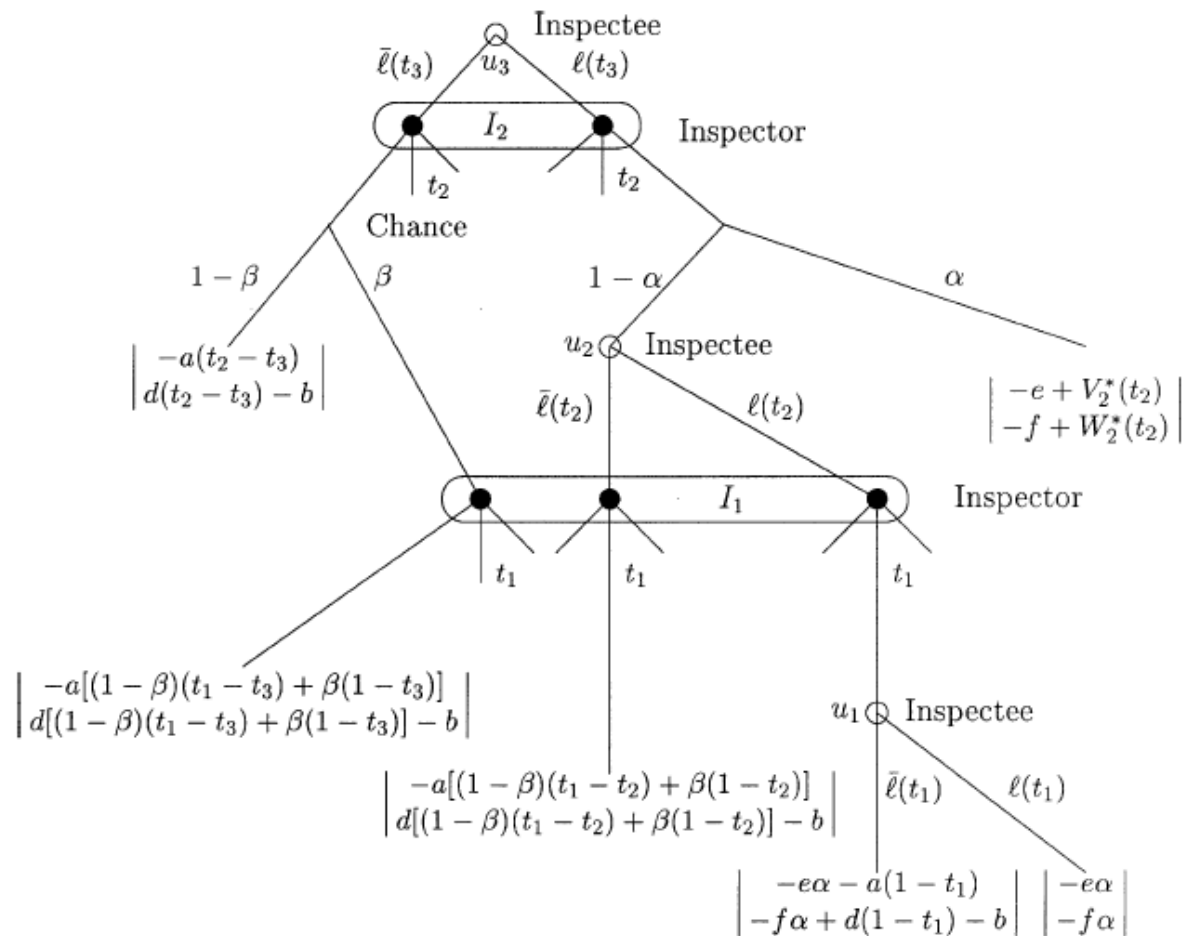 Inspectee
ℓ̄(t₃) u₃ ℓ(t₃)
I₂ Inspector
t₂ t₂
Chance
1 − β β 1 − α α
−a(t₂ − t₃)
d(t₂ − t₃) − b
u₂ Inspectee
−e + V₂*(t₂)
−f + W₂*(t₂)
ℓ̄(t₂) ℓ(t₂)
I₁ Inspector
t₁ t₁ t₁
−a[(1 − β)(t₁ − t₃) + β(1 − t₃)]
d[(1 − β)(t₁ − t₃) + β(1 − t₃)] − b
u₁ Inspectee
−a[(1 − β)(t₁ − t₂) + β(1 − t₂)]
d[(1 − β)(t₁ − t₂) + β(1 − t₂)] − b
ℓ̄(t₁) ℓ(t₁)
−eα − a(1 − t₁)
−fα + d(1 − t₁) − b
−eα
−fα